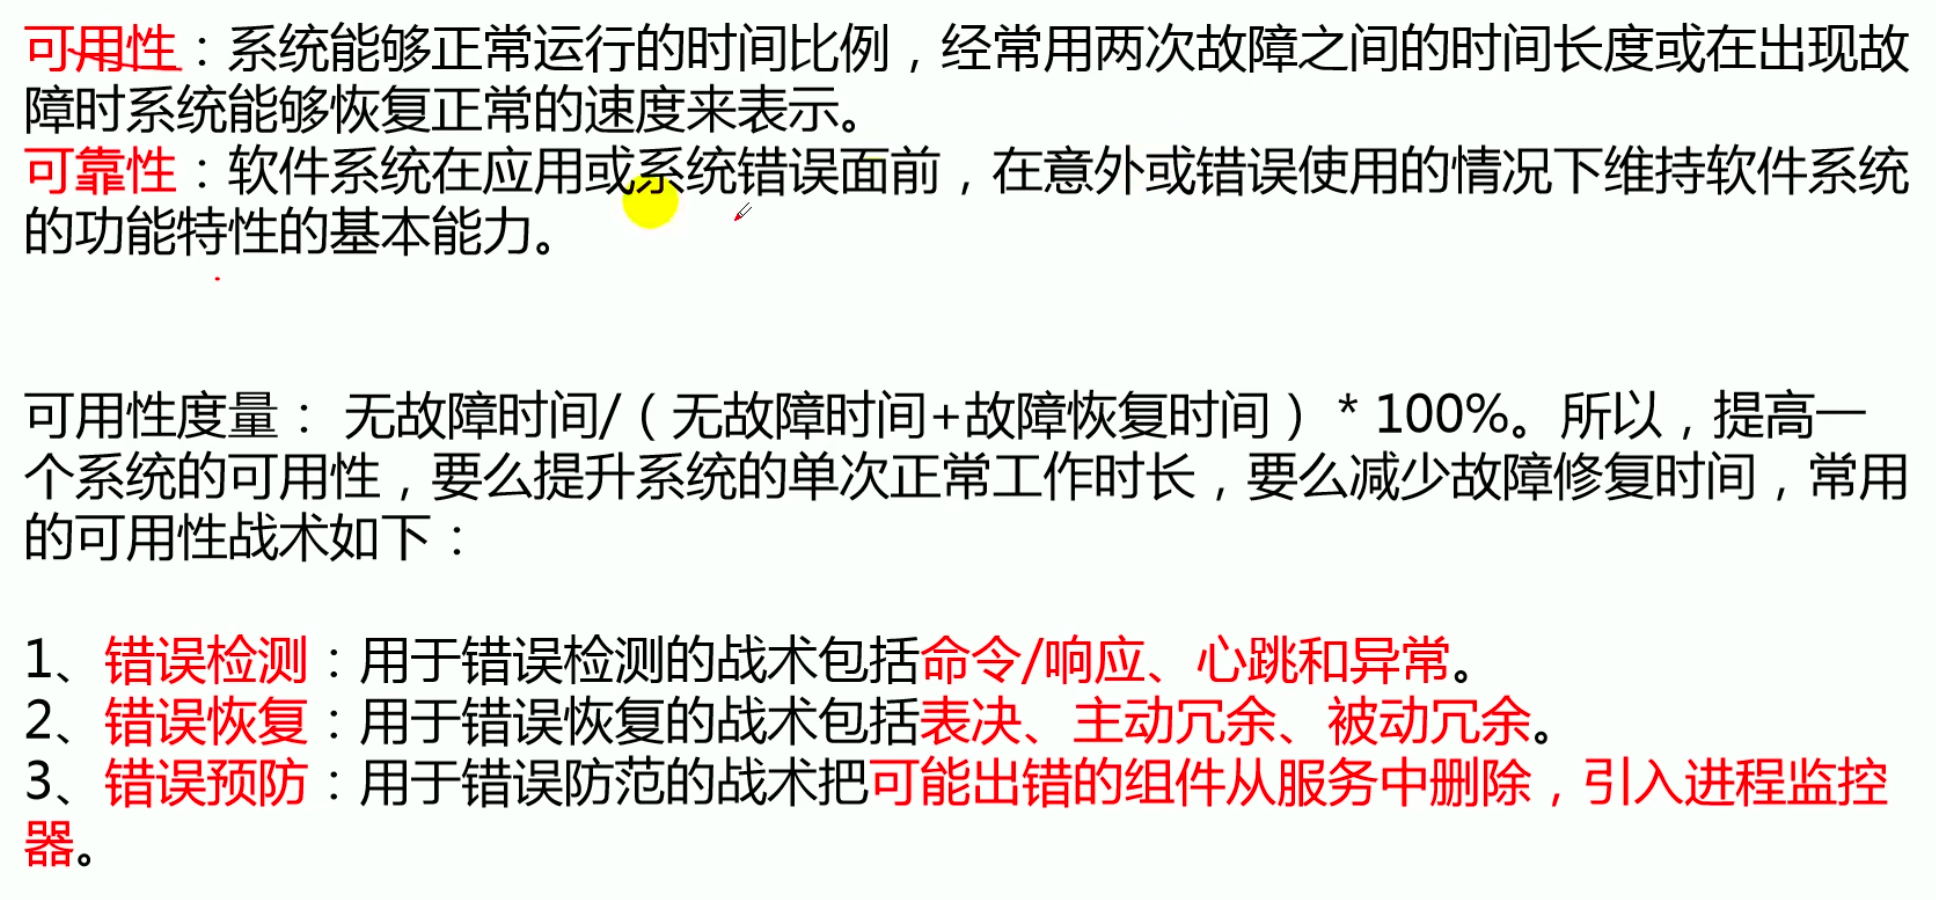 可用性：系统能够正常运行的时间比例，经常用两次故障之间的时间长度或在出现故
障时系统能够恢复正常的速度来表示。
可靠性：软件系统在应用或系统错误面前，在意外或错误使用的情况下维持软件系统
的功能特性的基本能力。
可用性度量： 无故障时间/（无故障时间+故障恢复时间）* 100%。所以，提高一
个系统的可用性，要么提升系统的单次正常工作时长，要么减少故障修复时间，常用
的可用性战术如下：
1、错误检测：用于错误检测的战术包括命令/响应、心跳和异常。
2、错误恢复：用于错误恢复的战术包括表决、主动冗余、被动冗余。
3、错误预防：用于错误防范的战术把可能出错的组件从服务中删除，引入进程监控
器。